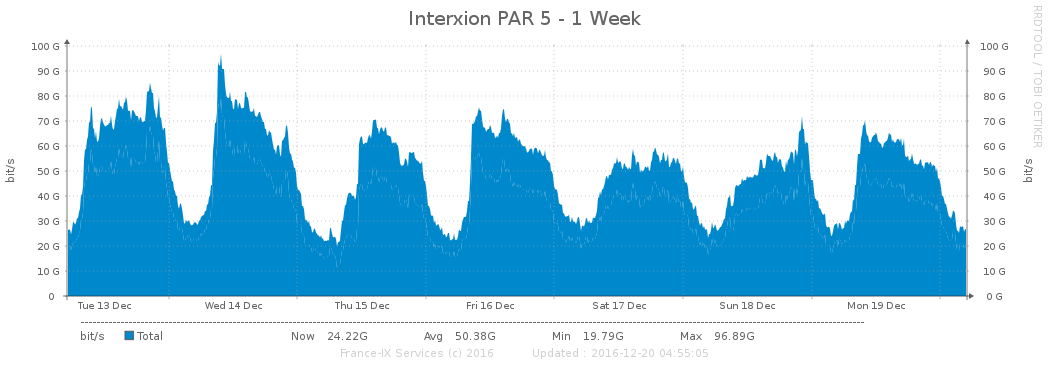 Interxion PAR 5 - 1 Week
RRDTOOL / TOBI OETIKER
100 G 100 G
90 G 90 G
80 G 80 G
70 G 70 G
60 G 60 G
50 G 50 G
40 G 40 G
30 G 30 G
20 G 20 G
10 G 10 G
0 0 G
bit/s bit/s
Tue 13 Dec Wed 14 Dec Thu 15 Dec Fri 16 Dec Sat 17 Dec Sun 18 Dec Mon 19 Dec
bit/s Total Now 24.22G Avg 50.38G Min 19.79G Max 96.89G
France-IX Services (c) 2016 Updated : 2016-12-20 04:55:05